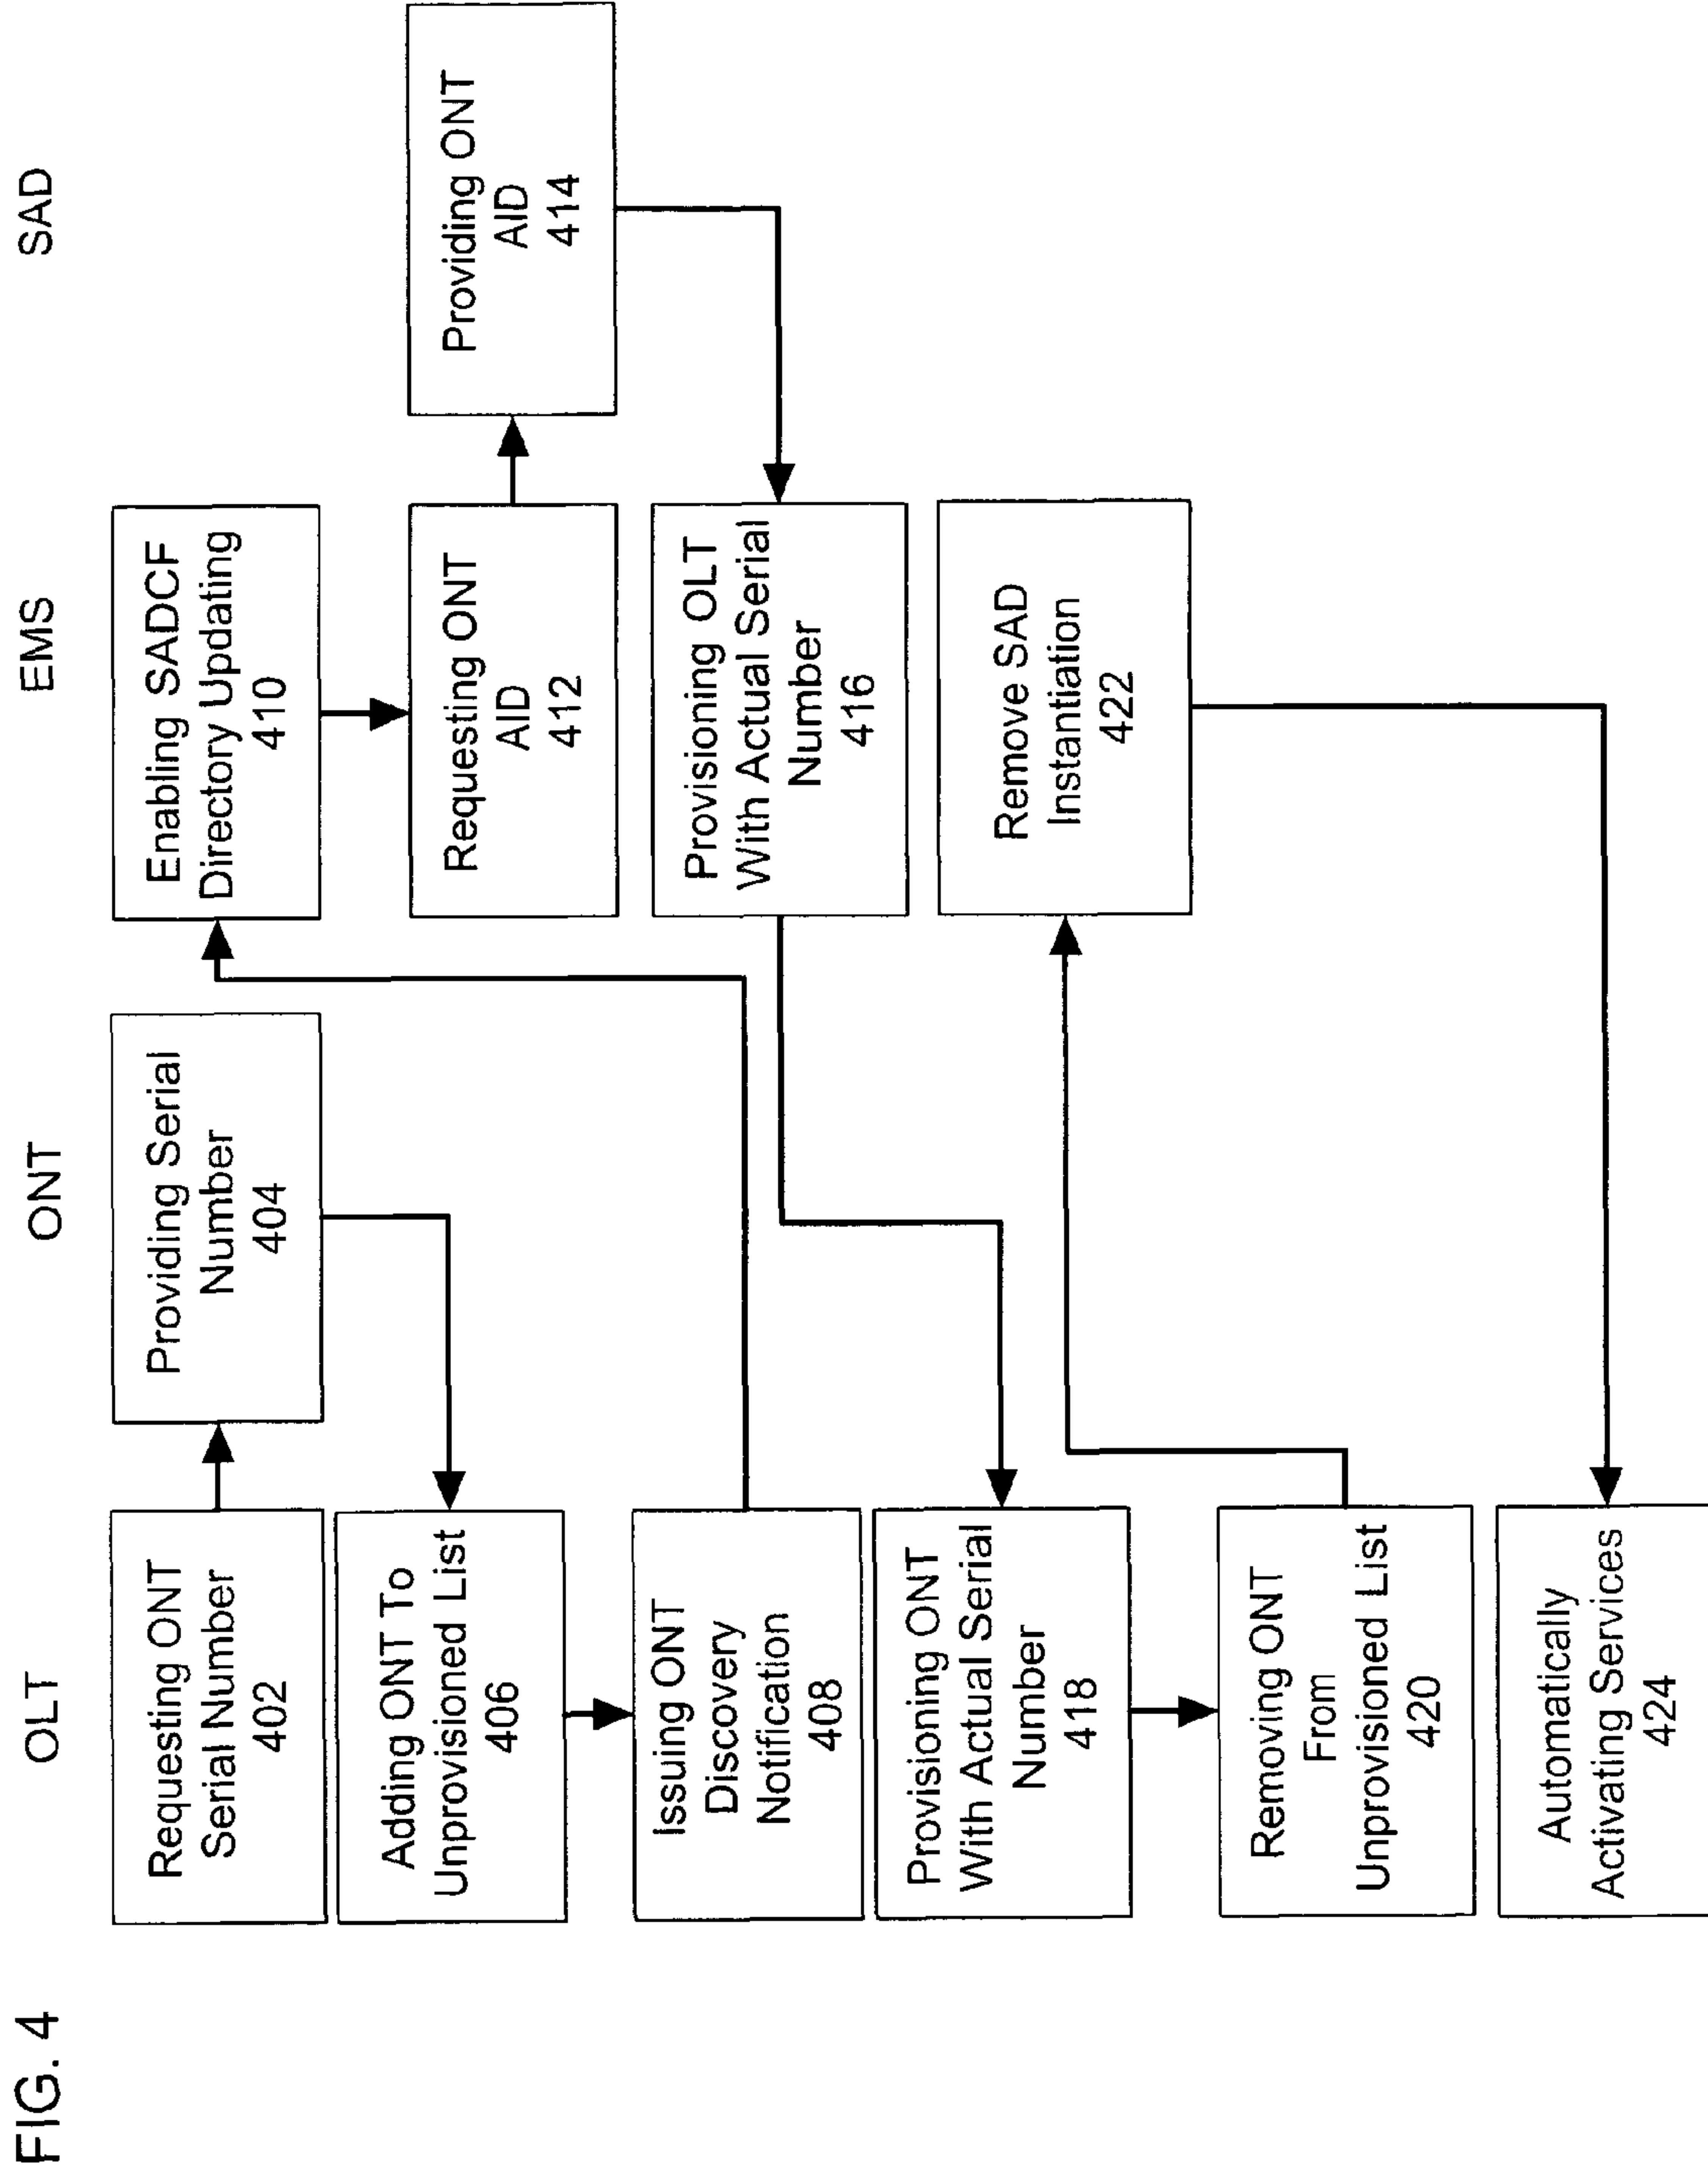 FIG. 4
OLT
ONT
EMS
SAD
Requesting ONT
Serial Number
402
Providing Serial
Number
404
Adding ONT To
Unprovisioned List
406
Issuing ONT
Discovery
Notification
408
Enabling SADCF
Directory Updating
410
Requesting ONT
AID
412
Providing ONT
AID
414
Provisioning OLT
With Actual Serial
Number
416
Provisioning ONT
With Actual Serial
Number
418
Removing ONT
From
Unprovisioned List
420
Remove SAD
Instantiation
422
Automatically
Activating Services
424